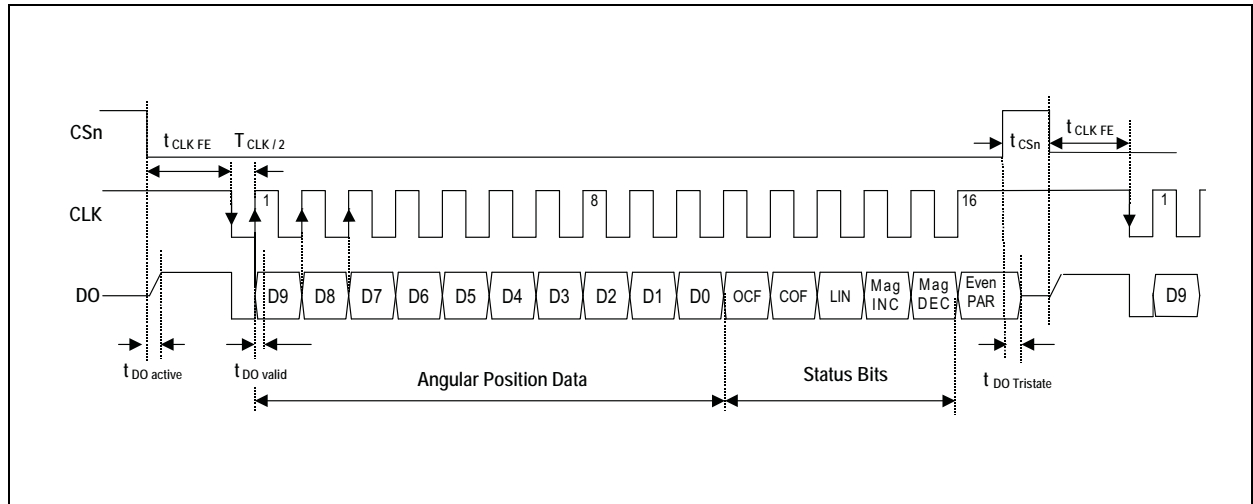 CSn
t CLK FE
T CLK / 2
t CSn
t CLK FE
CLK
1
8
16
1
DO
D9
D8
D7
D6
D5
D4
D3
D2
D1
D0
OCF
COF
LIN
Mag
INC
Mag
DEC
Even
PAR
D9
t DO active
t DO valid
Angular Position Data
Status Bits
t DO Tristate